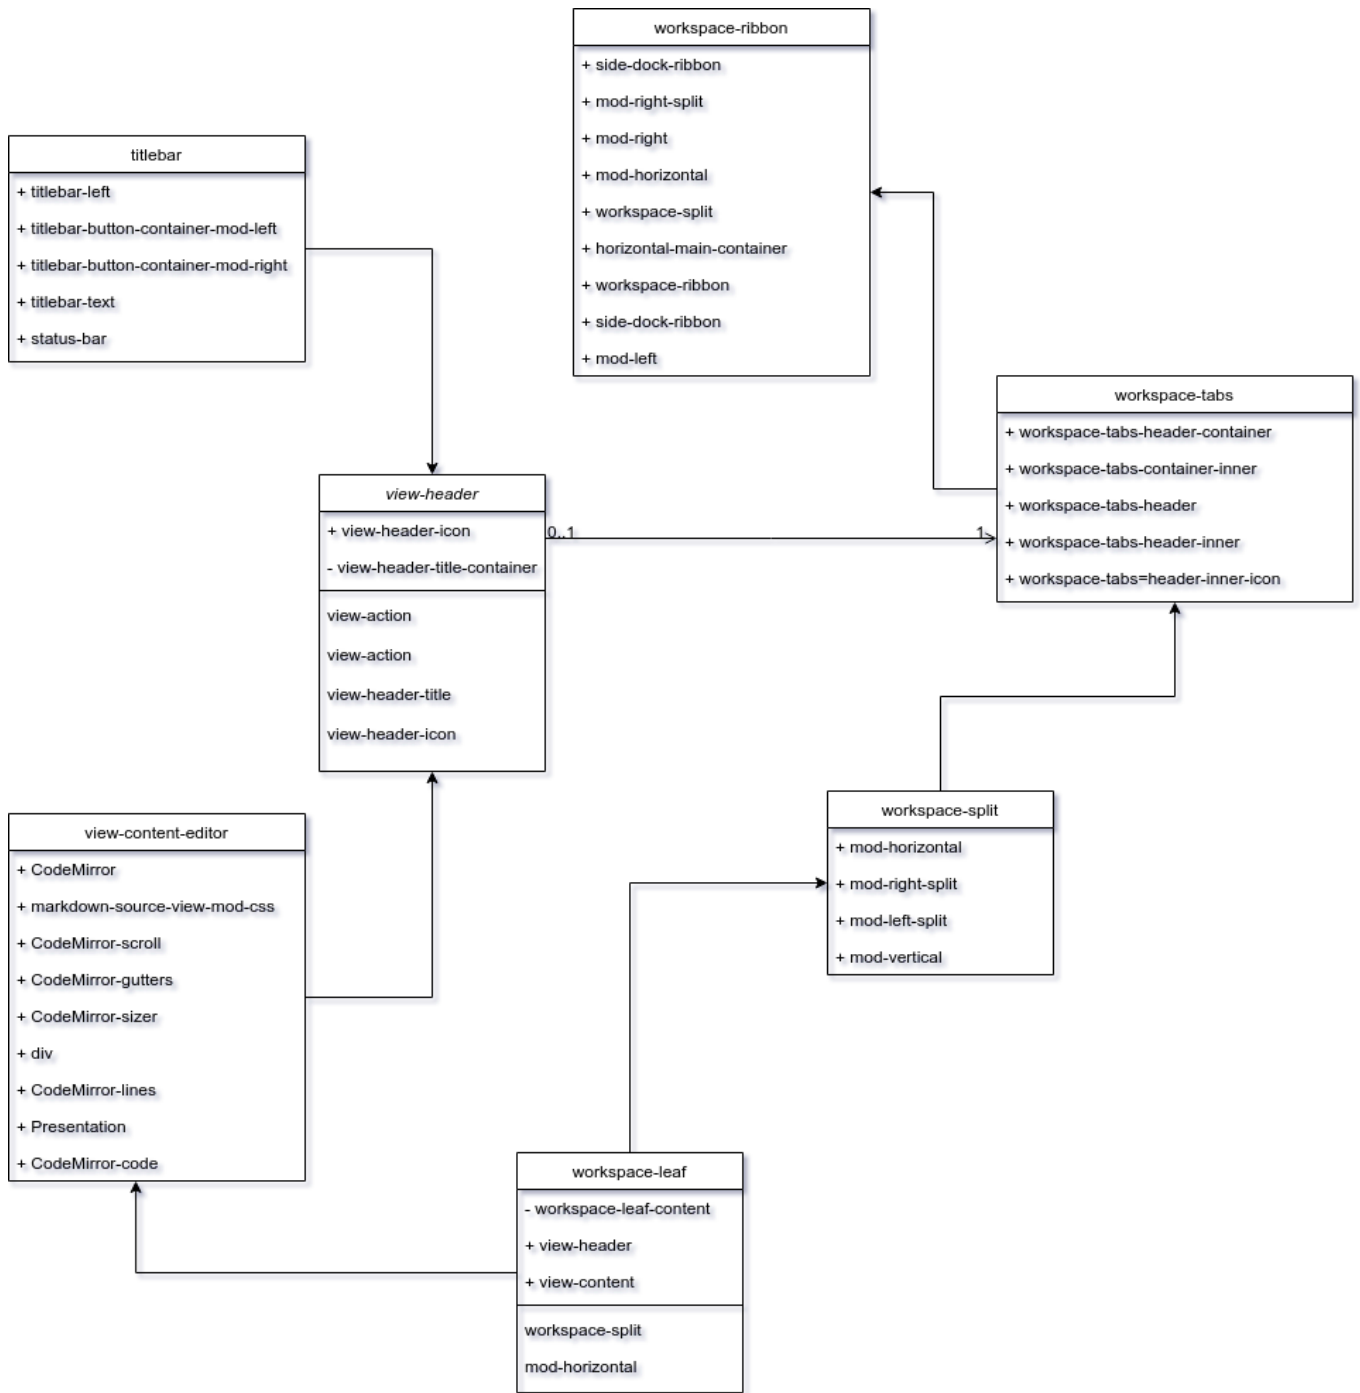 workspace-ribbon
+ side-dock-ribbon
+ mod-right-split
+ mod-right
+ mod-horizontal
+ workspace-split
+ horizontal-main-container
+ workspace-ribbon
+ side-dock-ribbon
+ mod-left
titlebar
+ titlebar-left
+ titlebar-button-container-mod-left
+ titlebar-button-container-mod-right
+ titlebar-text
+ status-bar
workspace-tabs
+ workspace-tabs-header-container
+ workspace-tabs-container-inner
+ workspace-tabs-header
+ workspace-tabs-header-inner
+ workspace-tabs=header-inner-icon
view-header
+ view-header-icon
- view-header-title-container
view-action
view-action
view-header-title
view-header-icon
0..1
1
workspace-split
+ mod-horizontal
+ mod-right-split
+ mod-left-split
+ mod-vertical
view-content-editor
+ CodeMirror
+ markdown-source-view-mod-css
+ CodeMirror-scroll
+ CodeMirror-gutters
+ CodeMirror-sizer
+ div
+ CodeMirror-lines
+ Presentation
+ CodeMirror-code
workspace-leaf
- workspace-leaf-content
+ view-header
+ view-content
workspace-split
mod-horizontal